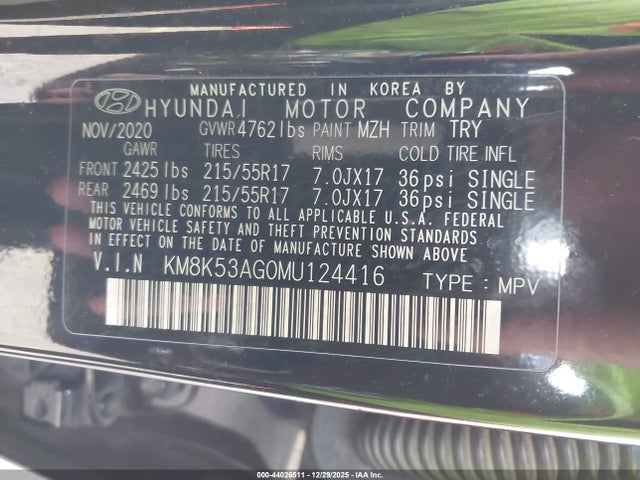 MANUFACTURED IN KOREA BY
HYUNDAI MOTOR COMPANY
NOV/2020 GVWR 4762lbs PAINT MZH TRIM TRY
GAWR TIRES RIMS COLD TIRE INFL
FRONT 2425 lbs 215/55R17 7.0JX17 36psi SINGLE
REAR 2469 lbs 215/55R17 7.0JX17 36psi SINGLE
THIS VEHICLE CONFORMS TO ALL APPLICABLE U.S.A. FEDERAL
MOTOR VEHICLE SAFETY AND THEFT PREVENTION STANDARDS
IN EFFECT ON THE DATE OF MANUFACTURE SHOWN ABOVE
V.I.N KM8K53AG0MU124416 TYPE : MPV
000-44026511 - 12/29/2025 - IAA Inc.